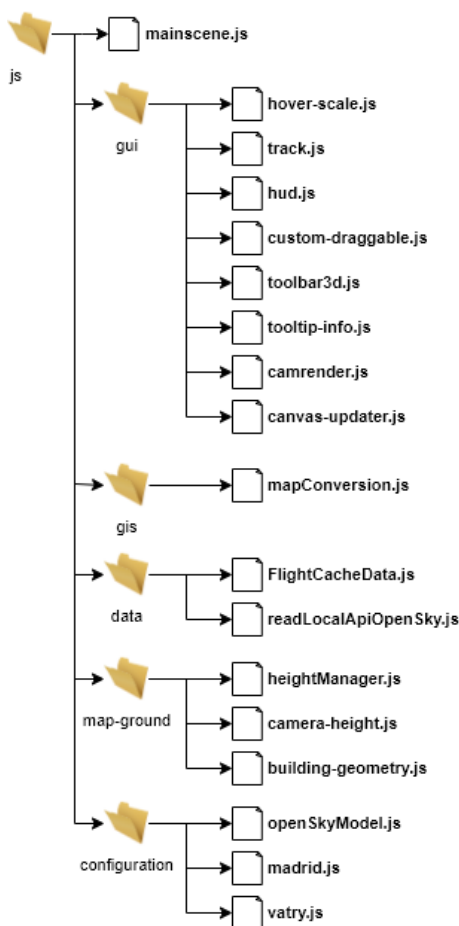 mainscene.js
js
hover-scale.js
gui
track.js
hud.js
custom-draggable.js
toolbar3d.js
tooltip-info.js
camrender.js
canvas-updater.js
mapConversion.js
gis
FlightCacheData.js
data
readLocalApiOpenSky.js
heightManager.js
map-ground
camera-height.js
building-geometry.js
openSkyModel.js
configuration
madrid.js
vatry.js